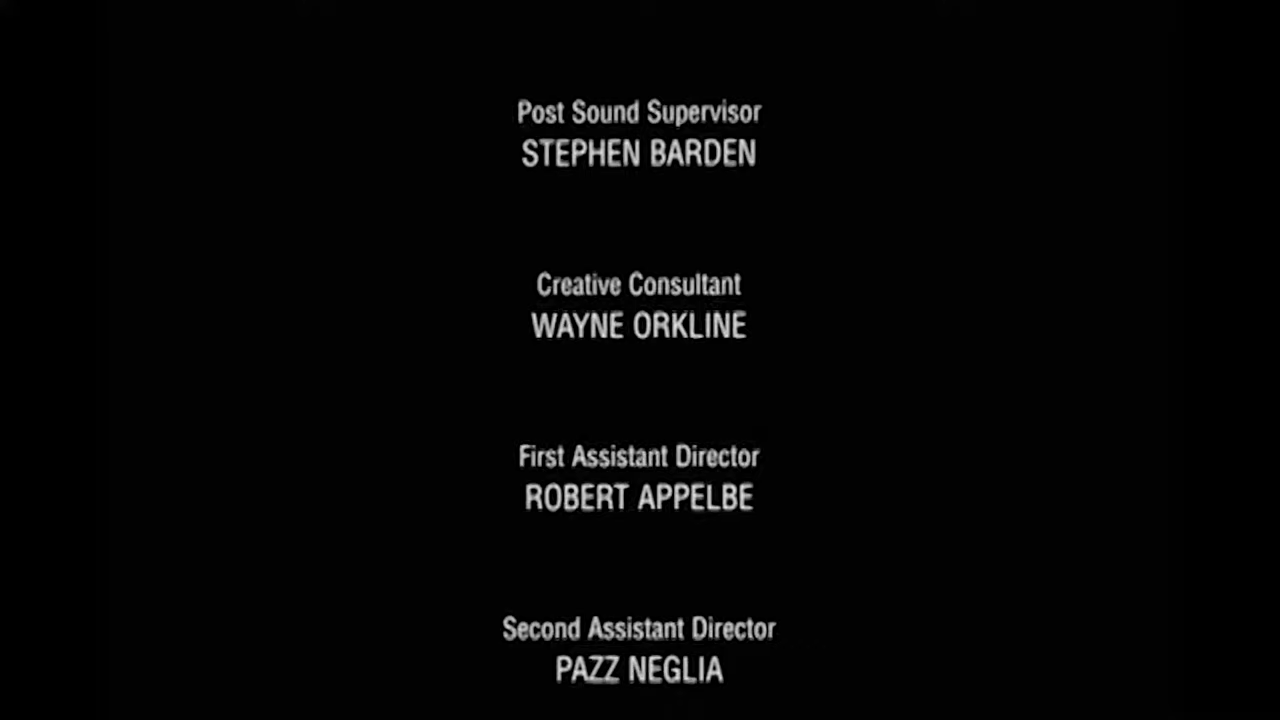 Post Sound Supervisor
STEPHEN BARDEN
Creative Consultant
WAYNE ORKLINE
First Assistant Director
ROBERT APPELBE
Second Assistant Director
PAZZ NEGLIA